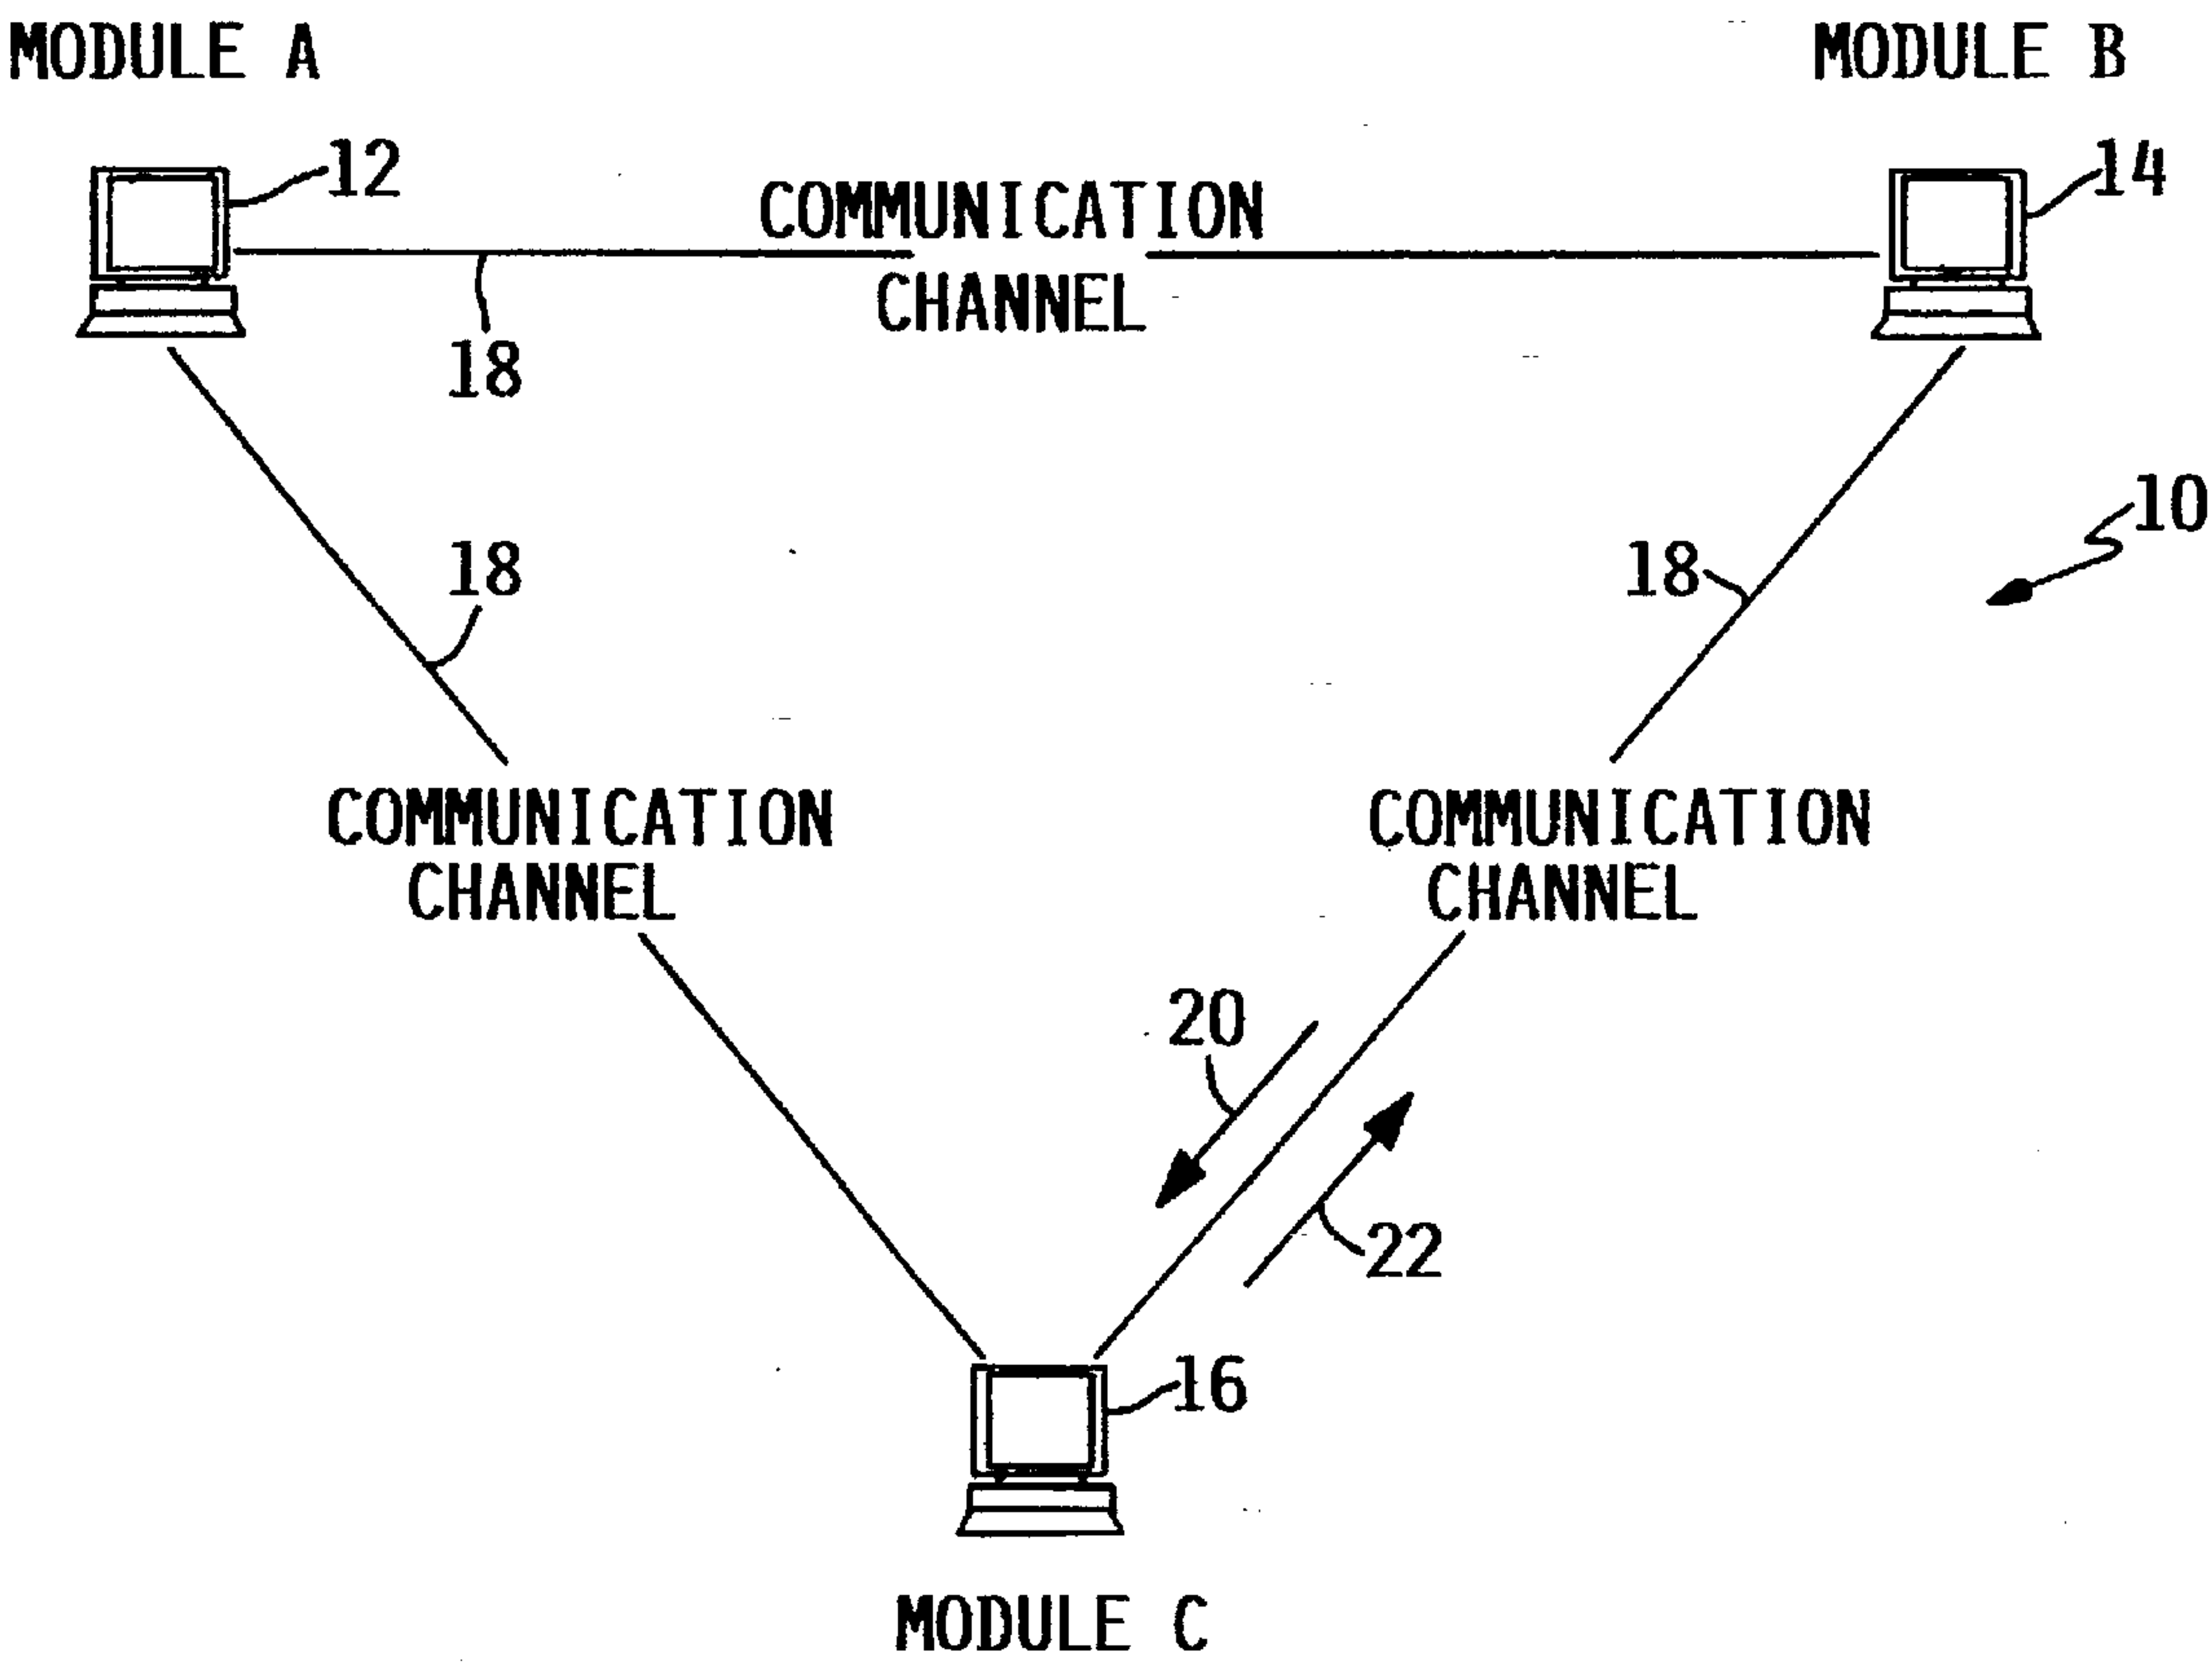 MODULE A
MODULE B
12
14
COMMUNICATION
CHANNEL
18
10
18
18
COMMUNICATION
CHANNEL
COMMUNICATION
CHANNEL
20
22
16
MODULE C